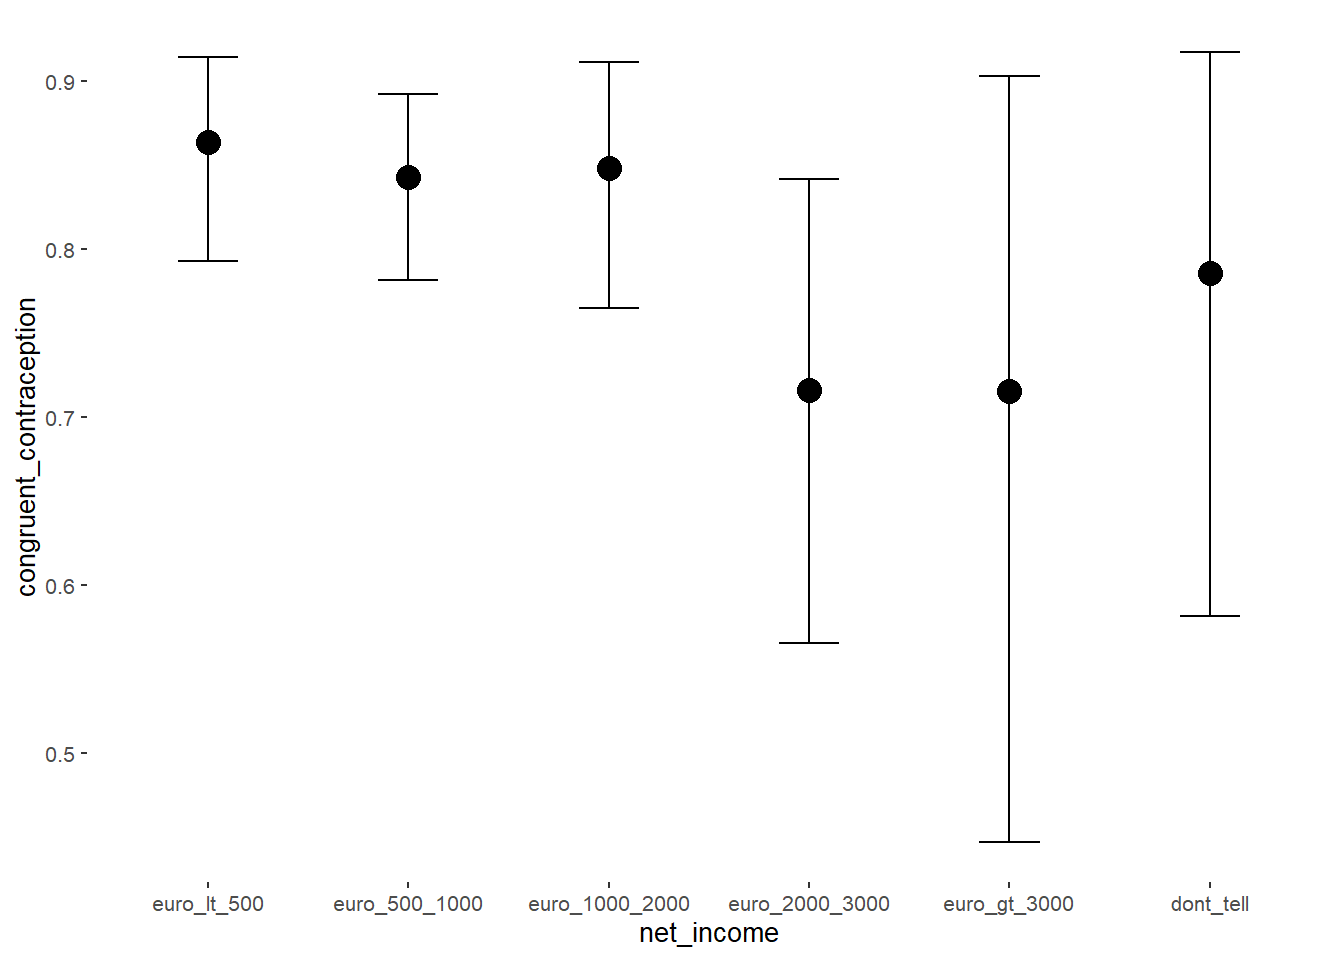 congruent_contraception
0.9
0.8
0.7
0.6
0.5
euro_lt_500 euro_500_1000 euro_1000_2000 euro_2000_3000 euro_gt_3000 dont_tell
net_income